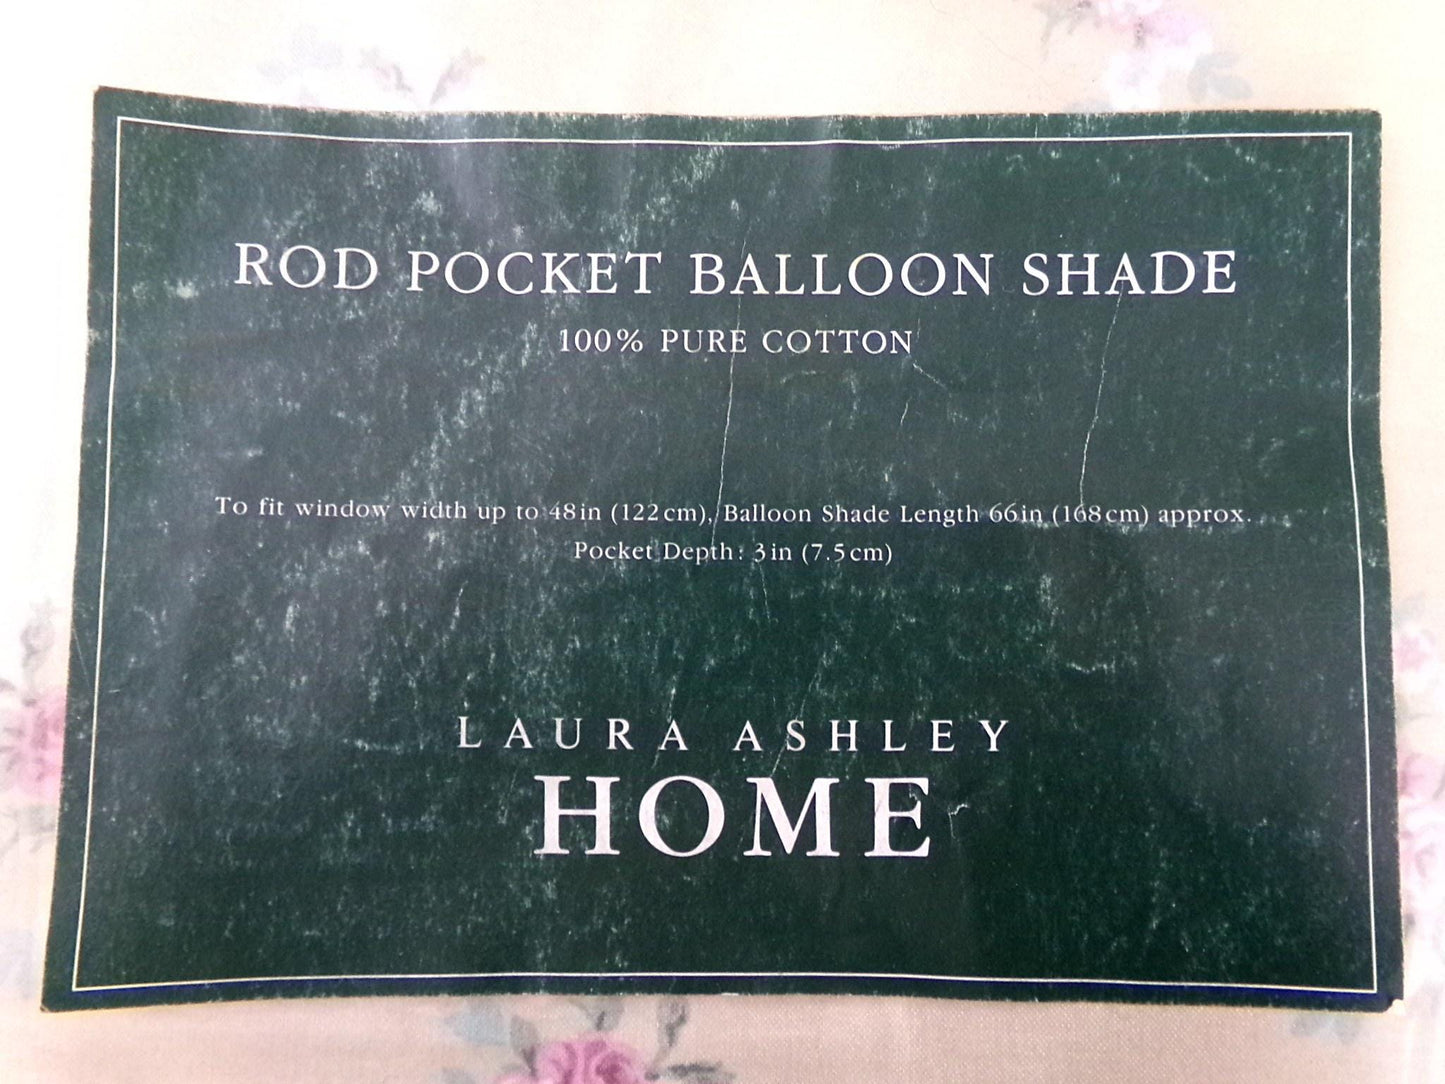 ROD POCKET BALLOON SHADE
100% PURE COTTON
To fit window width up to 48in (122cm), Balloon Shade Length 66in (168cm) approx.
Pocket Depth: 3in (7.5cm)
LAURA ASHLEY
HOME